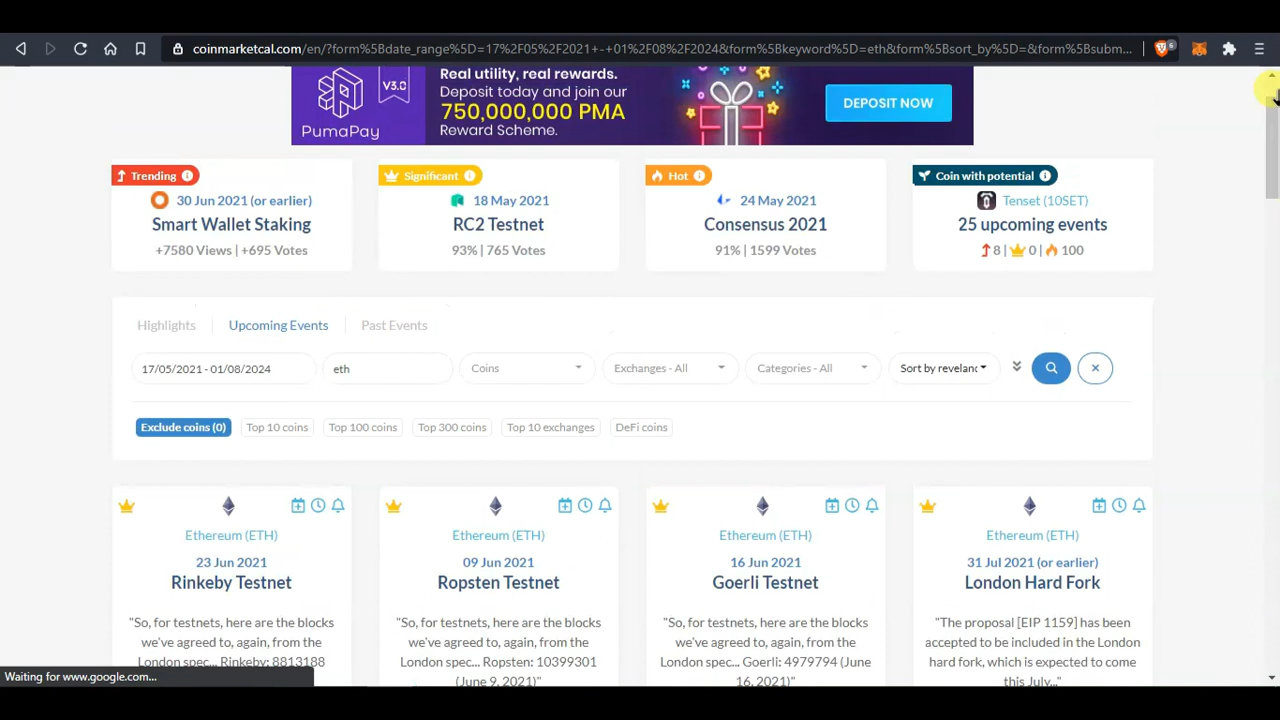 coinmarketcal.com/en/?form%5Bdate_range%5D=17%2F05%2F2021+-+01%2F08%2F2024&form%5Bkeyword%5D=eth&form%5Bsort_by%5D=&form%5Bsubm...
6
PumaPay
V3.0
Real utility, real rewards.
Deposit today and join our
750,000,000 PMA
Reward Scheme.
DEPOSIT NOW
Trending
30 Jun 2021 (or earlier)
Smart Wallet Staking
+7580 Views | +695 Votes
Significant
18 May 2021
RC2 Testnet
93% | 765 Votes
Hot
24 May 2021
Consensus 2021
91% | 1599 Votes
Coin with potential
Tenset (10SET)
25 upcoming events
8 | 0 | 100
Highlights
Upcoming Events
Past Events
17/05/2021 - 01/08/2024
eth
Coins
Exchanges - All
Categories - All
Sort by revelanc
Exclude coins (0)
Top 10 coins
Top 100 coins
Top 300 coins
Top 10 exchanges
DeFi coins
Ethereum (ETH)
23 Jun 2021
Rinkeby Testnet
"So, for testnets, here are the blocks
we've agreed to, again, from the
London spec... Rinkeby: 8813188
Ethereum (ETH)
09 Jun 2021
Ropsten Testnet
"So, for testnets, here are the blocks
we've agreed to, again, from the
London spec... Ropsten: 10399301
(June 9, 2021)"
Ethereum (ETH)
16 Jun 2021
Goerli Testnet
"So, for testnets, here are the blocks
we've agreed to, again, from the
London spec... Goerli: 4979794 (June
16, 2021)"
Ethereum (ETH)
31 Jul 2021 (or earlier)
London Hard Fork
"The proposal [EIP 1159] has been
accepted to be included in the London
hard fork, which is expected to come
this July..."
Waiting for www.google.com...